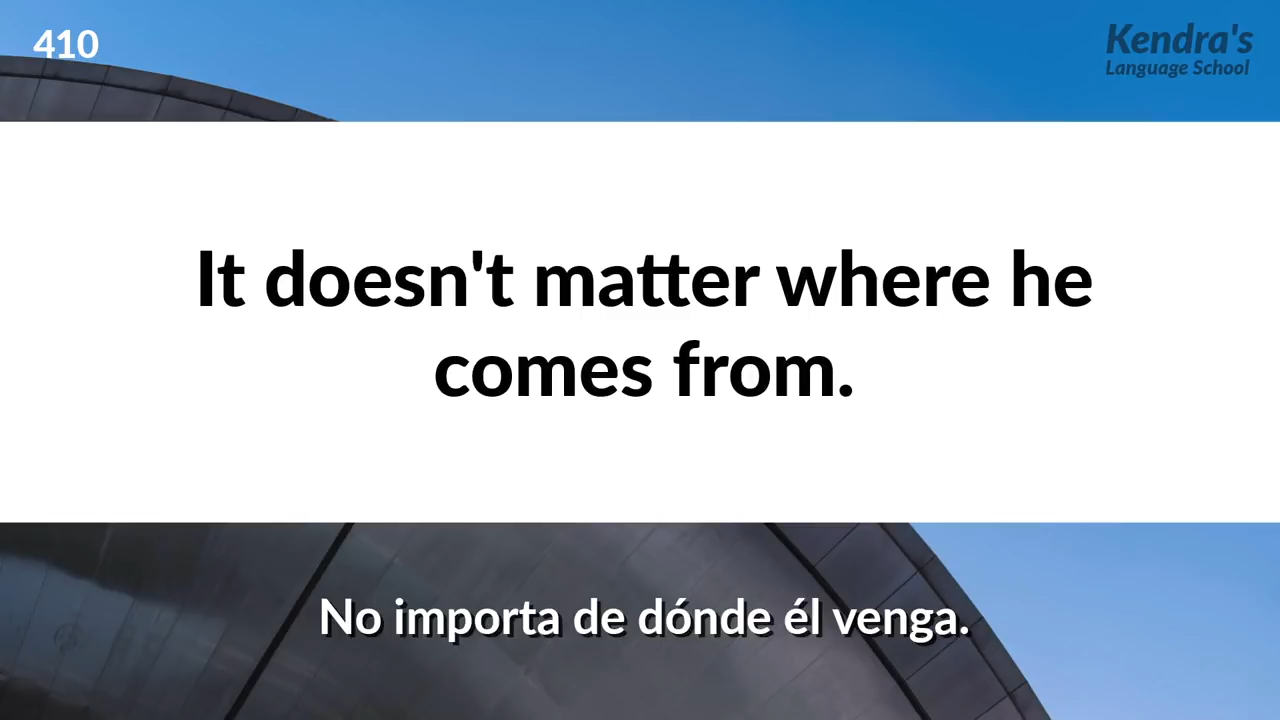 410
Kendra's
Language School
It doesn't matter where he
comes from.
No importa de dónde él venga.